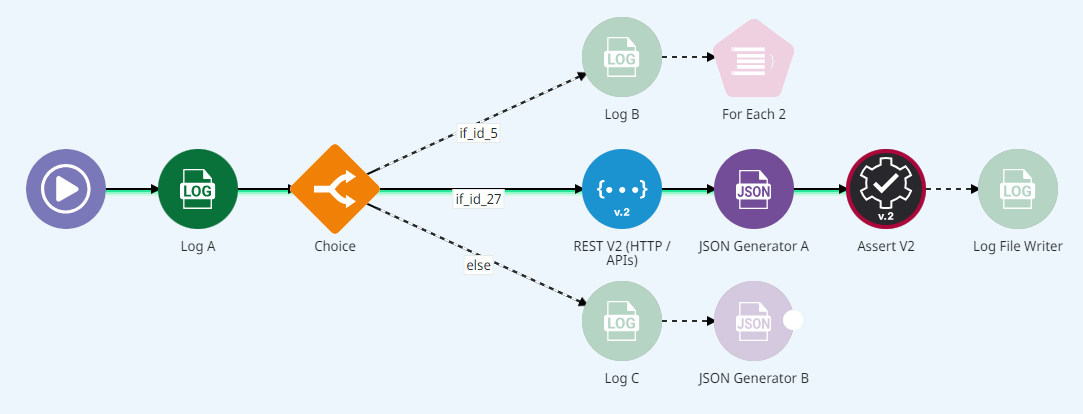 LOG
Log B
For Each 2
if_id_5
LOG
Log A
Choice
if_id_27
{•••}
v.2
REST V2 (HTTP /
APIs)
JSON
JSON Generator A
v.2
Assert V2
LOG
Log File Writer
else
LOG
Log C
JSON
JSON Generator B